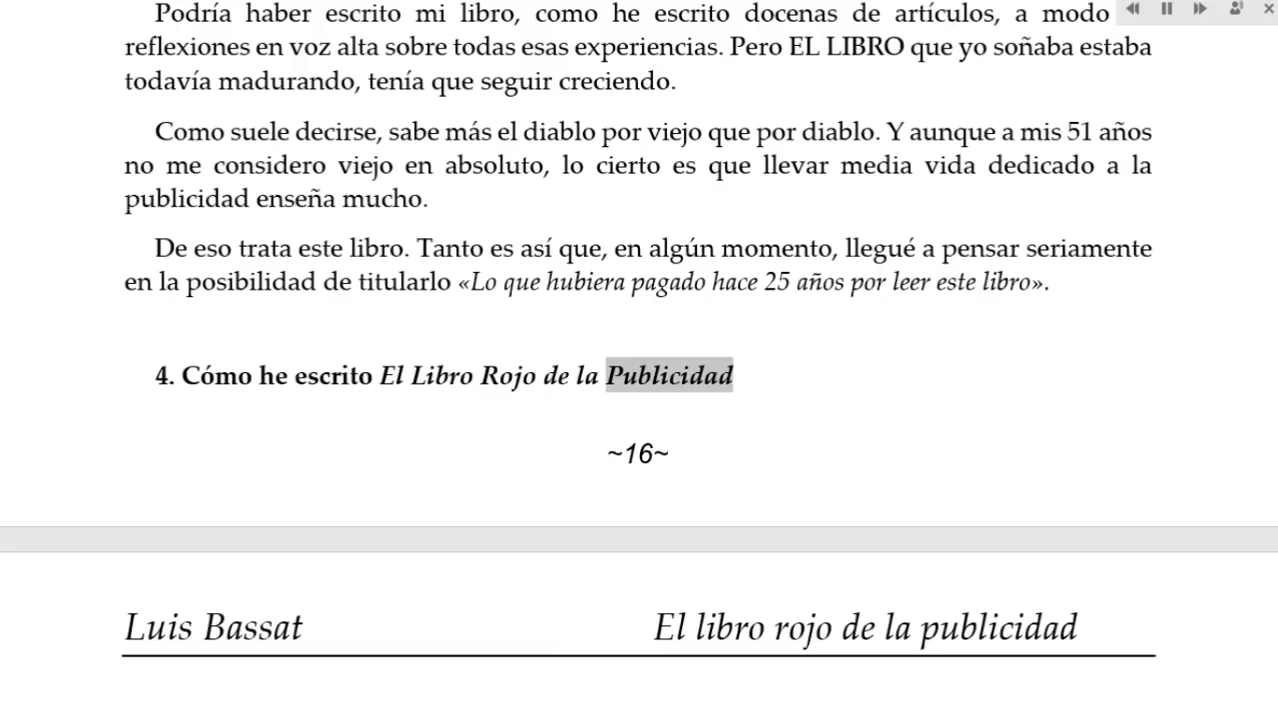 Podría haber escrito mi libro, como he escrito docenas de artículos, a modo
reflexiones en voz alta sobre todas esas experiencias. Pero EL LIBRO que yo soñaba estaba
todavía madurando, tenía que seguir creciendo.
Como suele decirse, sabe más el diablo por viejo que por diablo. Y aunque a mis 51 años
no me considero viejo en absoluto, lo cierto es que llevar media vida dedicado a la
publicidad enseña mucho.
De eso trata este libro. Tanto es así que, en algún momento, llegué a pensar seriamente
en la posibilidad de titularlo «Lo que hubiera pagado hace 25 años por leer este libro».
4. Cómo he escrito El Libro Rojo de la Publicidad
~16~
Luis Bassat El libro rojo de la publicidad